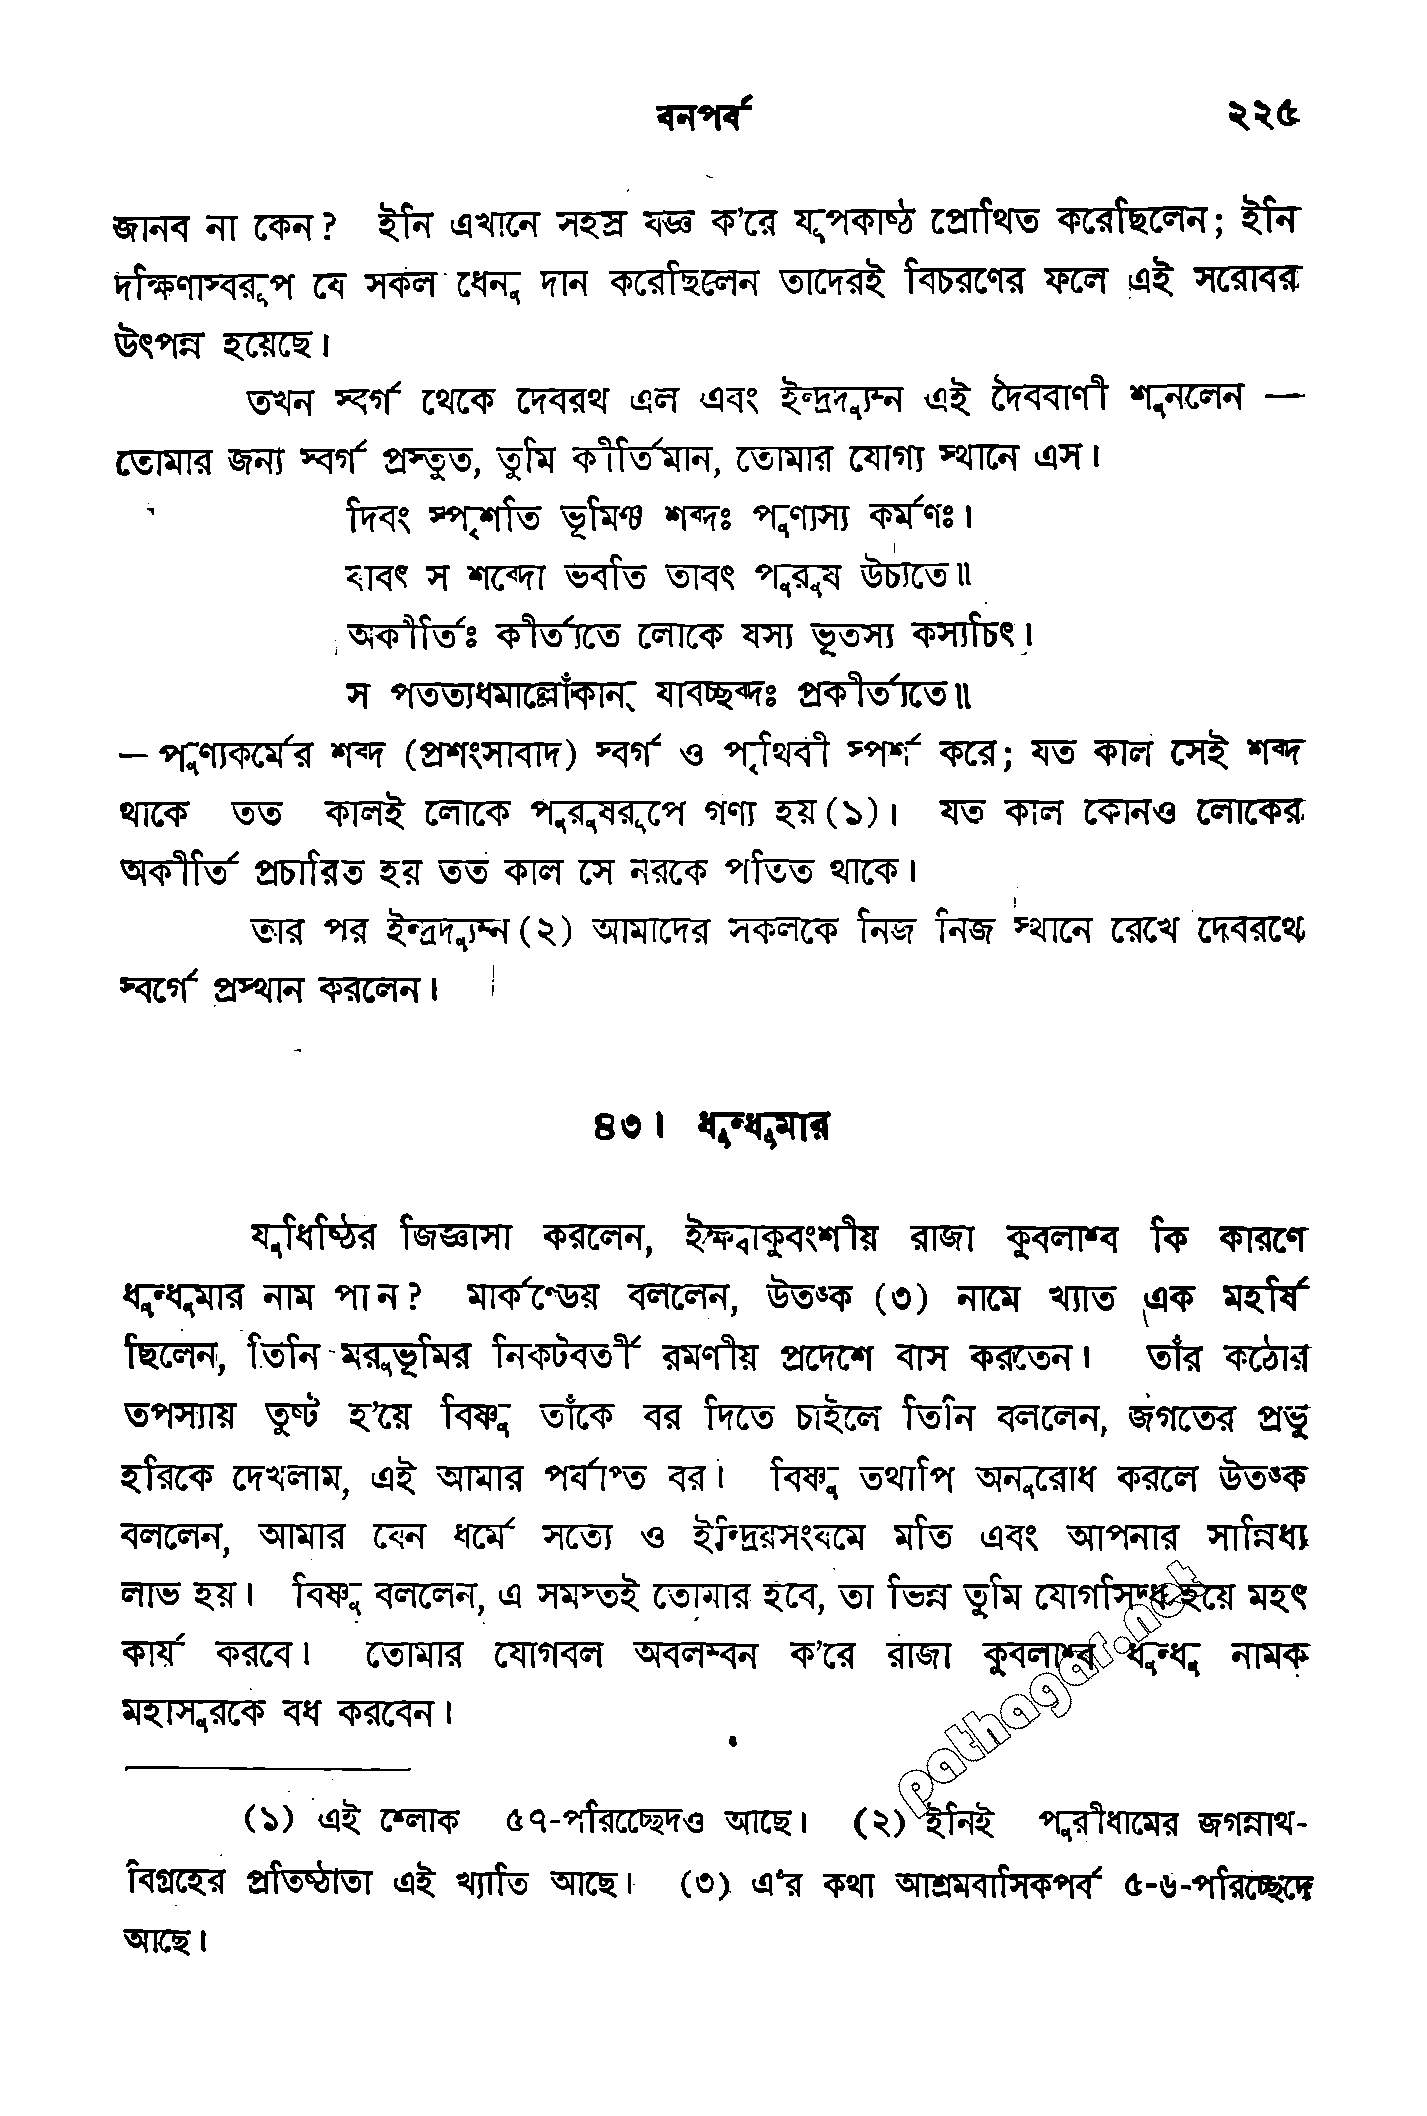 বনপর্ব ২২৫
জানব না কেন? ইনি এখানে সহস্র যজ্ঞ ক'রে যূপকাষ্ঠ প্রোথিত করেছিলেন; ইনি
দক্ষিণাস্বরূপ যে সকল ধেনু দান করেছিলেন তাদেরই বিচরণের ফলে এই সরোবর
উৎপন্ন হয়েছে।
তখন স্বর্গ থেকে দেবরথ এল এবং ইন্দ্রদ্যুম্ন এই দৈববাণী শুনলেন —
তোমার জন্য স্বর্গ প্রস্তুত, তুমি কীর্তিমান, তোমার যোগ্য স্থানে এস।
দিবং স্পৃশতি ভূমিঞ্চ শব্দঃ পুণ্যস্য কর্মণঃ।
যাবৎ স শব্দো ভবতি তাবৎ পুরুষ উচ্যতে॥
অকীর্তিঃ কীর্ত্যতে লোকে যস্য ভূতস্য কস্যচিৎ।
স পতত্যধমাল্লোঁকান্ যাবচ্ছব্দঃ প্রকীর্ত্যতে॥
— পুণ্যকর্মের শব্দ (প্রশংসাবাদ) স্বর্গ ও পৃথিবী স্পর্শ করে; যত কাল সেই শব্দ
থাকে তত কালই লোকে পুরুষরূপে গণ্য হয় (১)। যত কাল কোনও লোকের
অকীর্তি প্রচারিত হয় তত কাল সে নরকে পতিত থাকে।
তার পর ইন্দ্রদ্যুম্ন (২) আমাদের সকলকে নিজ নিজ স্থানে রেখে দেবরথে
স্বর্গে প্রস্থান করলেন।
৪৩। ধুন্ধুমার
যুধিষ্ঠির জিজ্ঞাসা করলেন, ইক্ষ্বাকুবংশীয় রাজা কুবলাশ্ব কি কারণে
ধুন্ধুমার নাম পান? মার্কণ্ডেয় বললেন, উতঙ্ক (৩) নামে খ্যাত এক মহর্ষি
ছিলেন, তিনি মরুভূমির নিকটবর্তী রমণীয় প্রদেশে বাস করতেন। তাঁর কঠোর
তপস্যায় তুষ্ট হ'য়ে বিষ্ণু তাঁকে বর দিতে চাইলে তিনি বললেন, জগতের প্রভু
হরিকে দেখলাম, এই আমার পর্যাপ্ত বর। বিষ্ণু তথাপি অনুরোধ করলে উতঙ্ক
বললেন, আমার যেন ধর্মে সত্যে ও ইন্দ্রিয়সংযমে মতি এবং আপনার সান্নিধ্য
লাভ হয়। বিষ্ণু বললেন, এ সমস্তই তোমার হবে, তা ভিন্ন তুমি যোগসিদ্ধ হয়ে মহৎ
কার্য করবে। তোমার যোগবল অবলম্বন ক'রে রাজা কুবলাশ্ব ধুন্ধু নামক
মহাসুরকে বধ করবেন।
(১) এই শ্লোক ৫৭-পরিচ্ছেদেও আছে। (২) ইনিই পুরীধামের জগন্নাথ-
বিগ্রহের প্রতিষ্ঠাতা এই খ্যাতি আছে। (৩) এ'র কথা আশ্রমবাসিকপর্ব ৫-৬-পরিচ্ছেদে
আছে।
pathagar.net